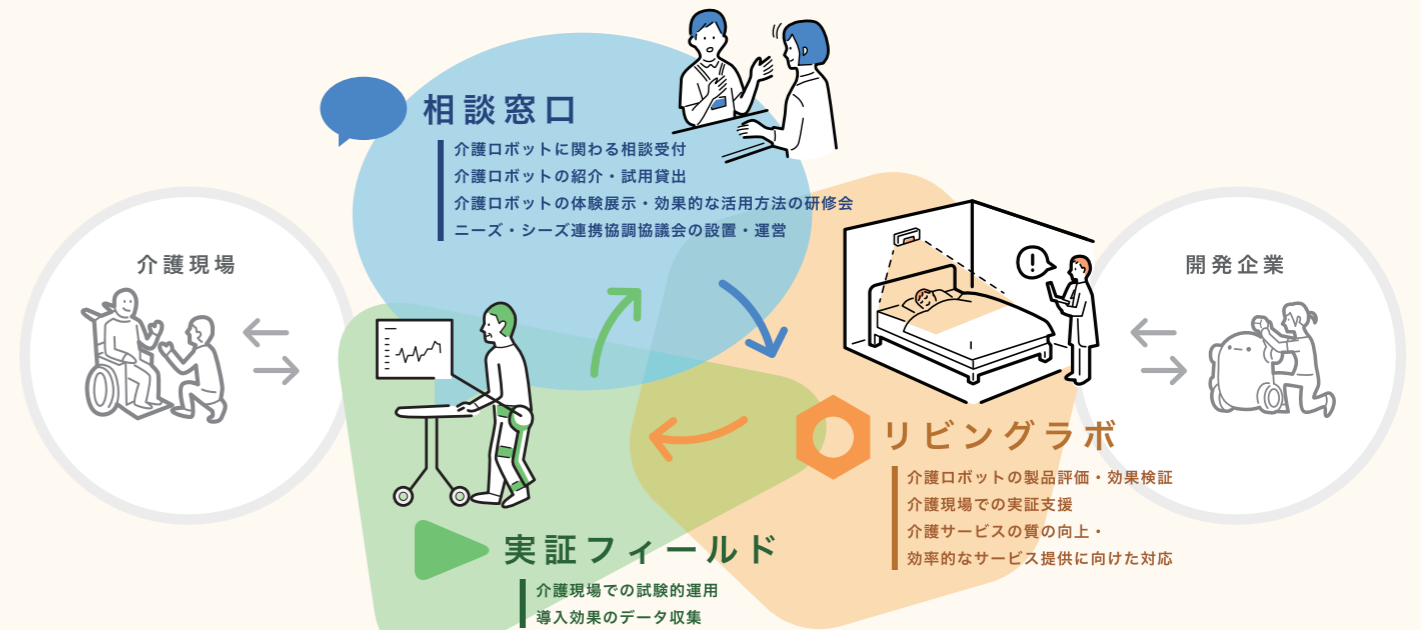 相談窓口
介護ロボットに関わる相談受付
介護ロボットの紹介・試用貸出
介護ロボットの体験展示・効果的な活用方法の研修会
ニーズ・シーズ連携協調協議会の設置・運営
介護現場
開発企業
!
リビングラボ
介護ロボットの製品評価・効果検証
介護現場での実証支援
介護サービスの質の向上・
効率的なサービス提供に向けた対応
実証フィールド
介護現場での試験的運用
導入効果のデータ収集